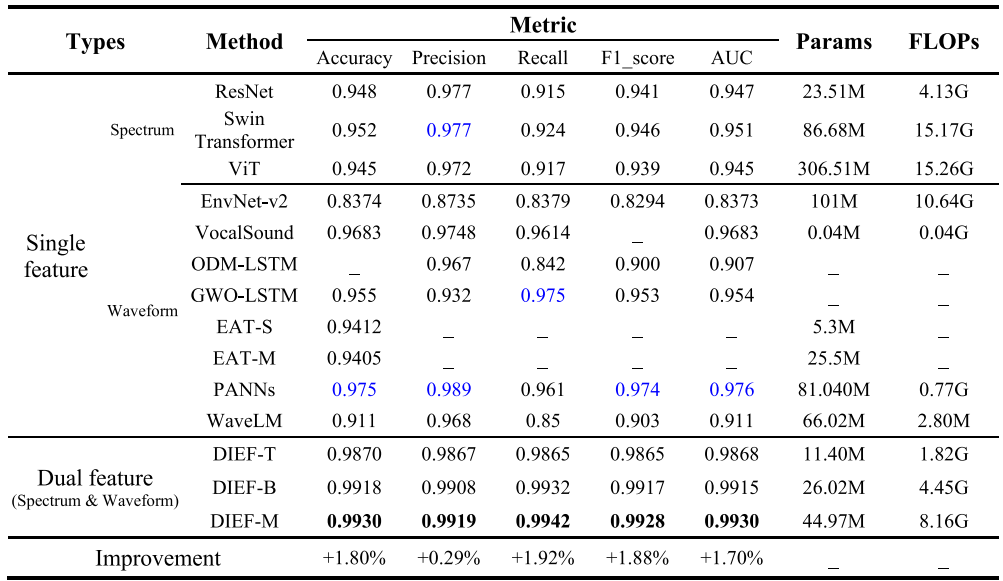 Types Method Metric Params FLOPs
Accuracy Precision Recall F1_score AUC
Single feature
Spectrum
ResNet 0.948 0.977 0.915 0.941 0.947 23.51M 4.13G
Swin Transformer 0.952 0.977 0.924 0.946 0.951 86.68M 15.17G
ViT 0.945 0.972 0.917 0.939 0.945 306.51M 15.26G
Waveform
EnvNet-v2 0.8374 0.8735 0.8379 0.8294 0.8373 101M 10.64G
VocalSound 0.9683 0.9748 0.9614 _ 0.9683 0.04M 0.04G
ODM-LSTM _ 0.967 0.842 0.900 0.907 _ _
GWO-LSTM 0.955 0.932 0.975 0.953 0.954 _ _
EAT-S 0.9412 _ _ _ _ 5.3M _
EAT-M 0.9405 _ _ _ _ 25.5M _
PANNs 0.975 0.989 0.961 0.974 0.976 81.040M 0.77G
WaveLM 0.911 0.968 0.85 0.903 0.911 66.02M 2.80M
Dual feature
(Spectrum & Waveform)
DIEF-T 0.9870 0.9867 0.9865 0.9865 0.9868 11.40M 1.82G
DIEF-B 0.9918 0.9908 0.9932 0.9917 0.9915 26.02M 4.45G
DIEF-M 0.9930 0.9919 0.9942 0.9928 0.9930 44.97M 8.16G
Improvement +1.80% +0.29% +1.92% +1.88% +1.70% _ _